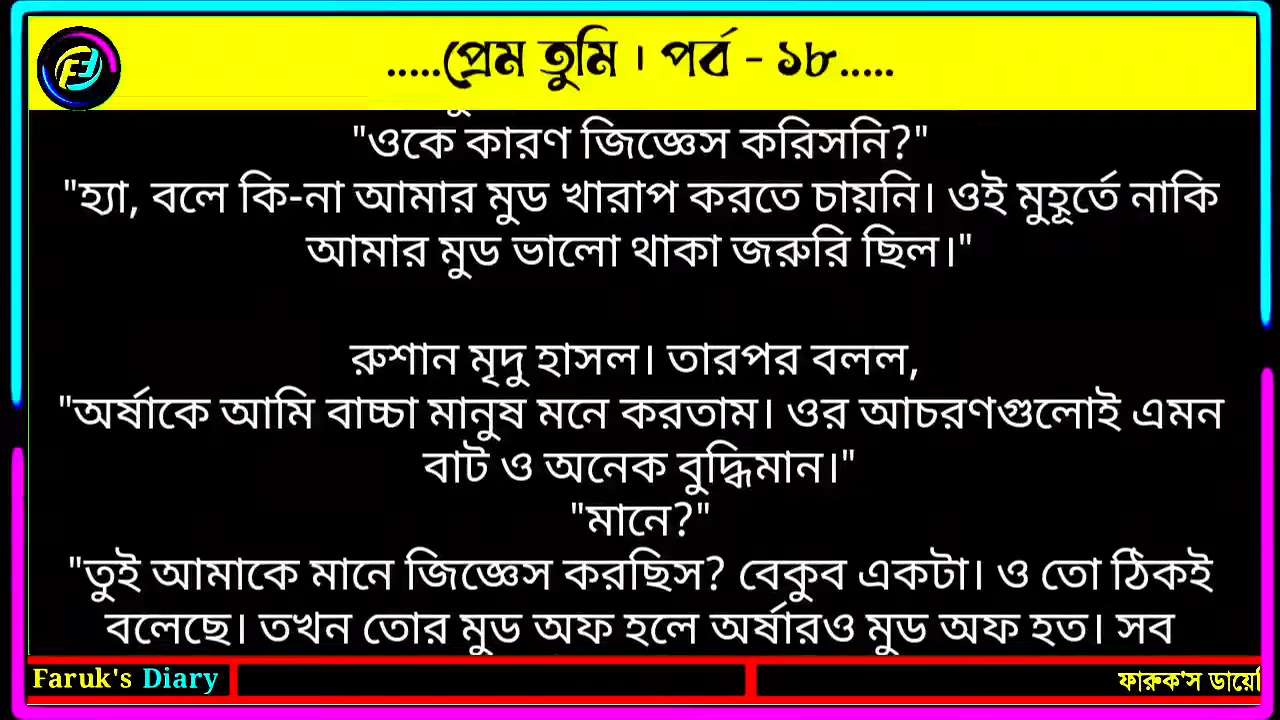 .....প্রেম তুমি । পর্ব - ১৮.....
"ওকে কারণ জিজ্ঞেস করিসনি?"
"হ্যা, বলে কি-না আমার মুড খারাপ করতে চায়নি। ওই মুহূর্তে নাকি
আমার মুড ভালো থাকা জরুরি ছিল।"
রুশান মৃদু হাসল। তারপর বলল,
"অর্ষাকে আমি বাচ্চা মানুষ মনে করতাম। ওর আচরণগুলোই এমন
বাট ও অনেক বুদ্ধিমান।"
"মানে?"
"তুই আমাকে মানে জিজ্ঞেস করছিস? বেকুব একটা। ও তো ঠিকই
বলেছে। তখন তোর মুড অফ হলে অর্ষারও মুড অফ হত। সব
Faruk's Diary
ফারুক'স